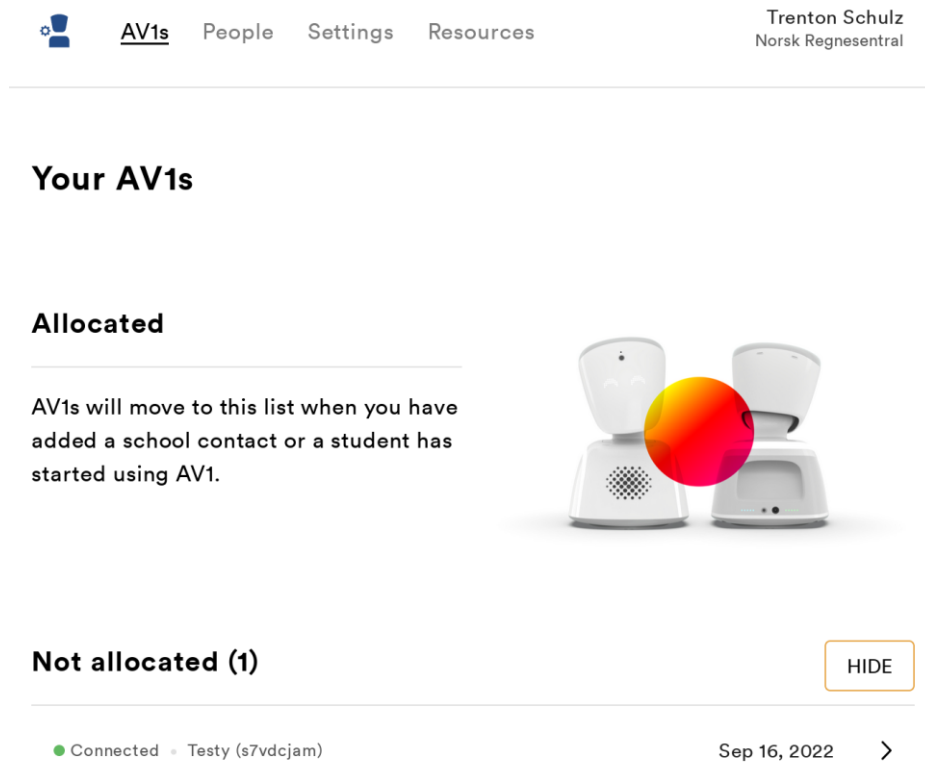 AV1s People Settings Resources
Trenton Schulz
Norsk Regnesentral
Your AV1s
Allocated
AV1s will move to this list when you have
added a school contact or a student has
started using AV1.
Not allocated (1)
HIDE
Connected Testy (s7vdcjam) Sep 16, 2022